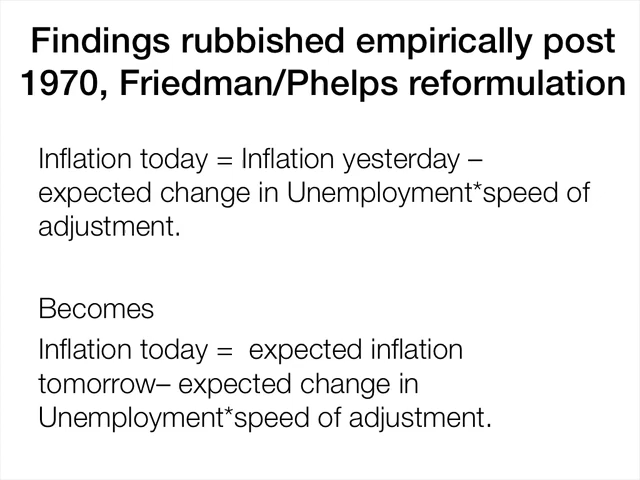 Findings rubbished empirically post
1970, Friedman/Phelps reformulation
Inflation today = Inflation yesterday –
expected change in Unemployment*speed of
adjustment.
Becomes
Inflation today =  expected inflation
tomorrow– expected change in
Unemployment*speed of adjustment.